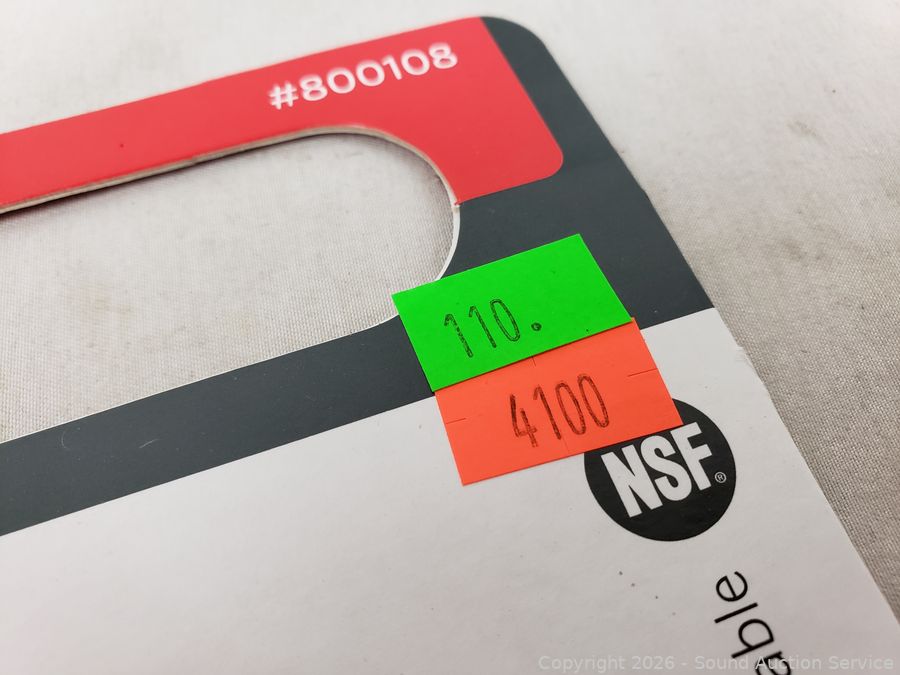 #800108
110.
4100
NSF®
able
Copyright 2026 - Sound Auction Service